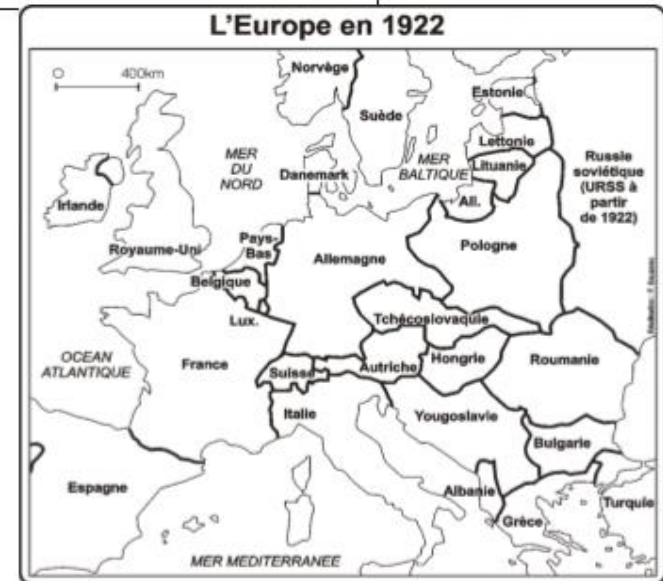 L'Europe en 1922
0 400km
Norvège
Suède
Estonie
Lettonie
Lituanie
MER
DU
NORD
Danemark
MER
BALTIQUE
All.
Russie
soviétique
(URSS à
partir
de 1922)
Irlande
Royaume-Uni
Pays-
Bas
Allemagne
Pologne
Belgique
Lux.
Tchécoslovaquie
OCEAN
ATLANTIQUE
France
Suisse
Autriche
Hongrie
Roumanie
Italie
Yougoslavie
Bulgarie
Espagne
Albanie
Grèce
Turquie
MER MEDITERRANEE